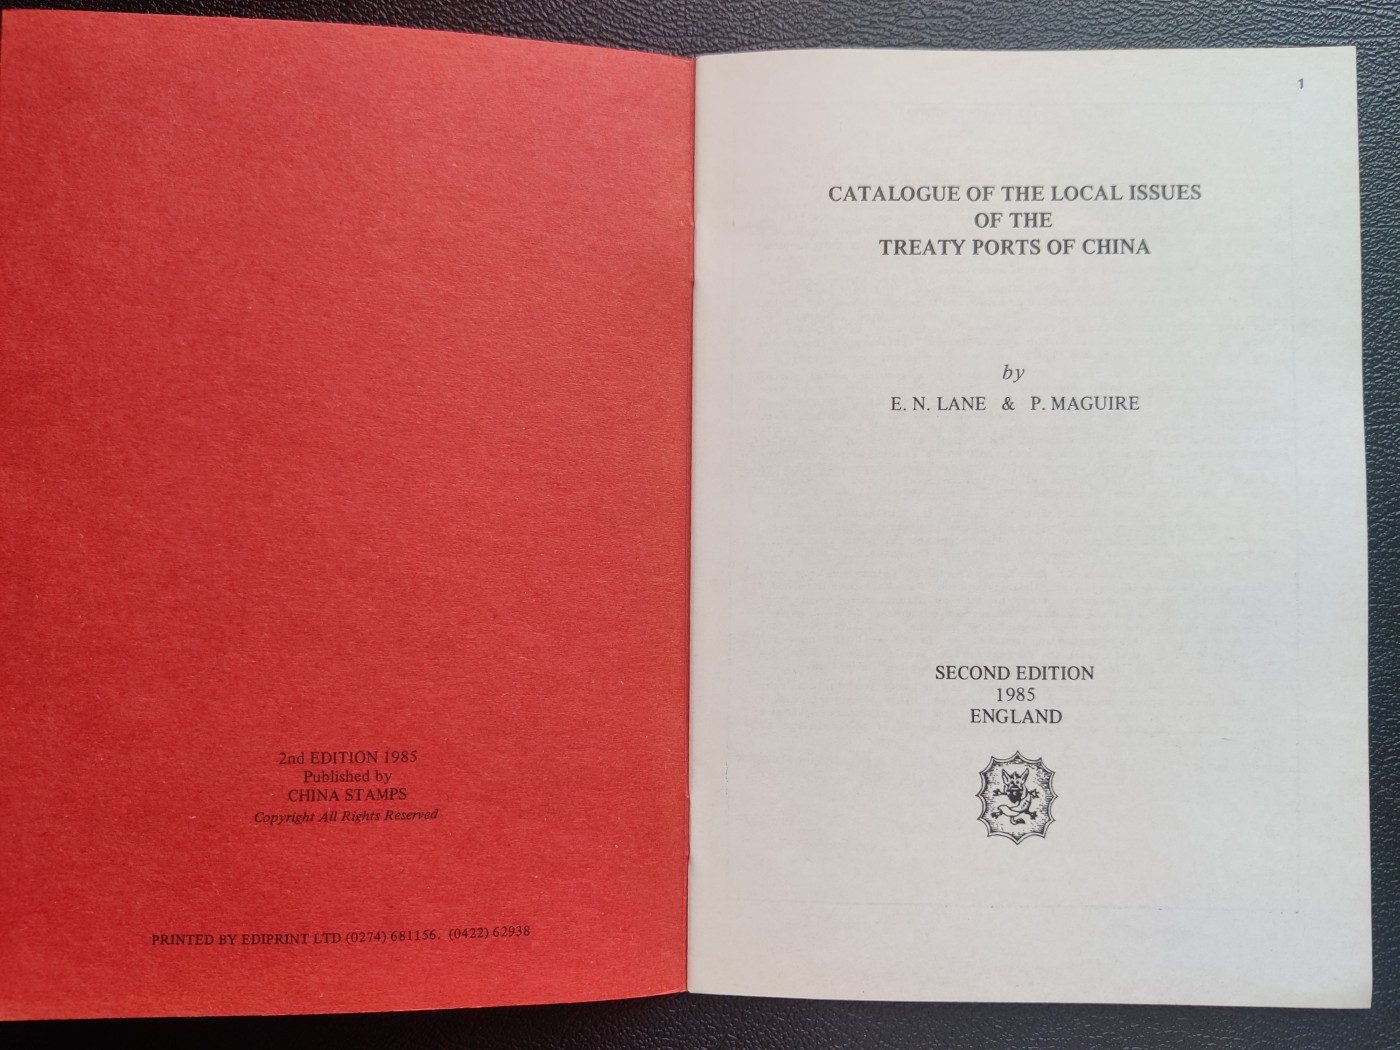 2nd EDITION 1985
Published by
CHINA STAMPS
Copyright All Rights Reserved
PRINTED BY EDIPRINT LTD (0274) 681156. (0422) 62938
1
CATALOGUE OF THE LOCAL ISSUES
OF THE
TREATY PORTS OF CHINA
by
E. N. LANE & P. MAGUIRE
SECOND EDITION
1985
ENGLAND